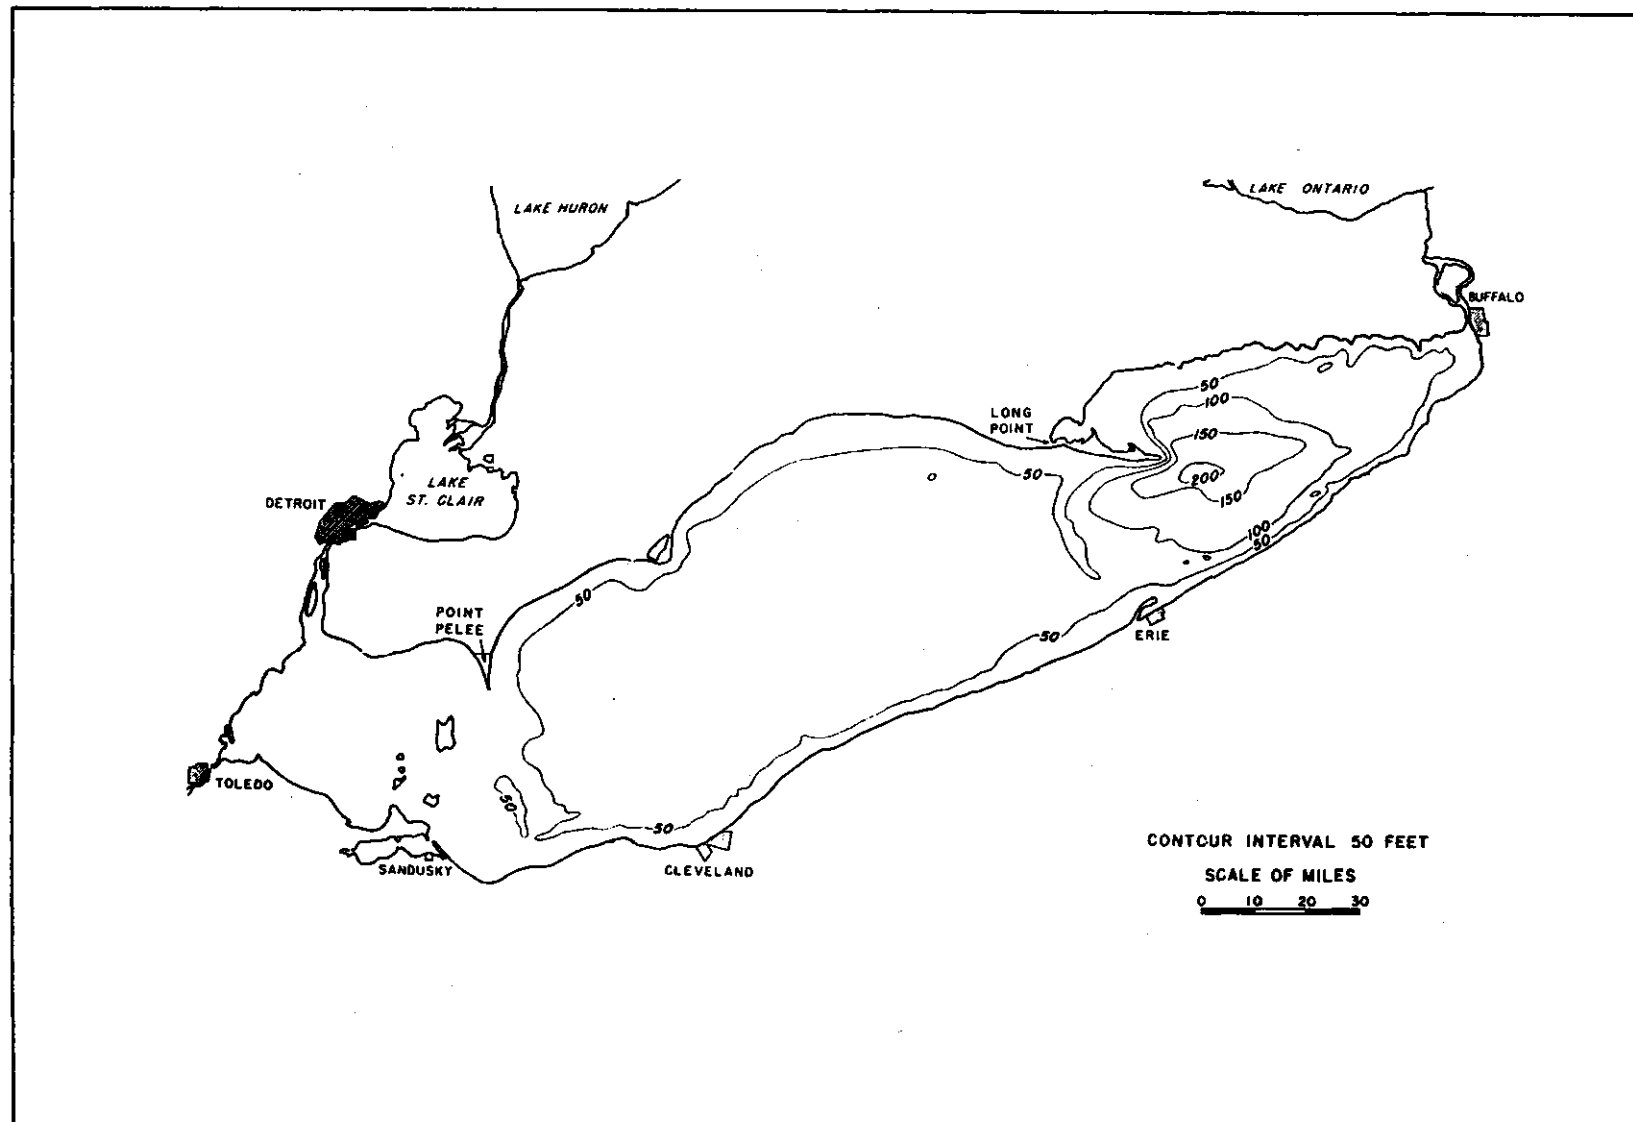 LAKE HURON
LAKE ONTARIO
BUFFALO
50
100
LONG
POINT
150
50
200
150
LAKE
ST. CLAIR
DETROIT
100
50
50
POINT
PELEE
50
ERIE
TOLEDO
50
50
SANDUSKY
CLEVELAND
CONTOUR INTERVAL 50 FEET
SCALE OF MILES
0 10 20 30